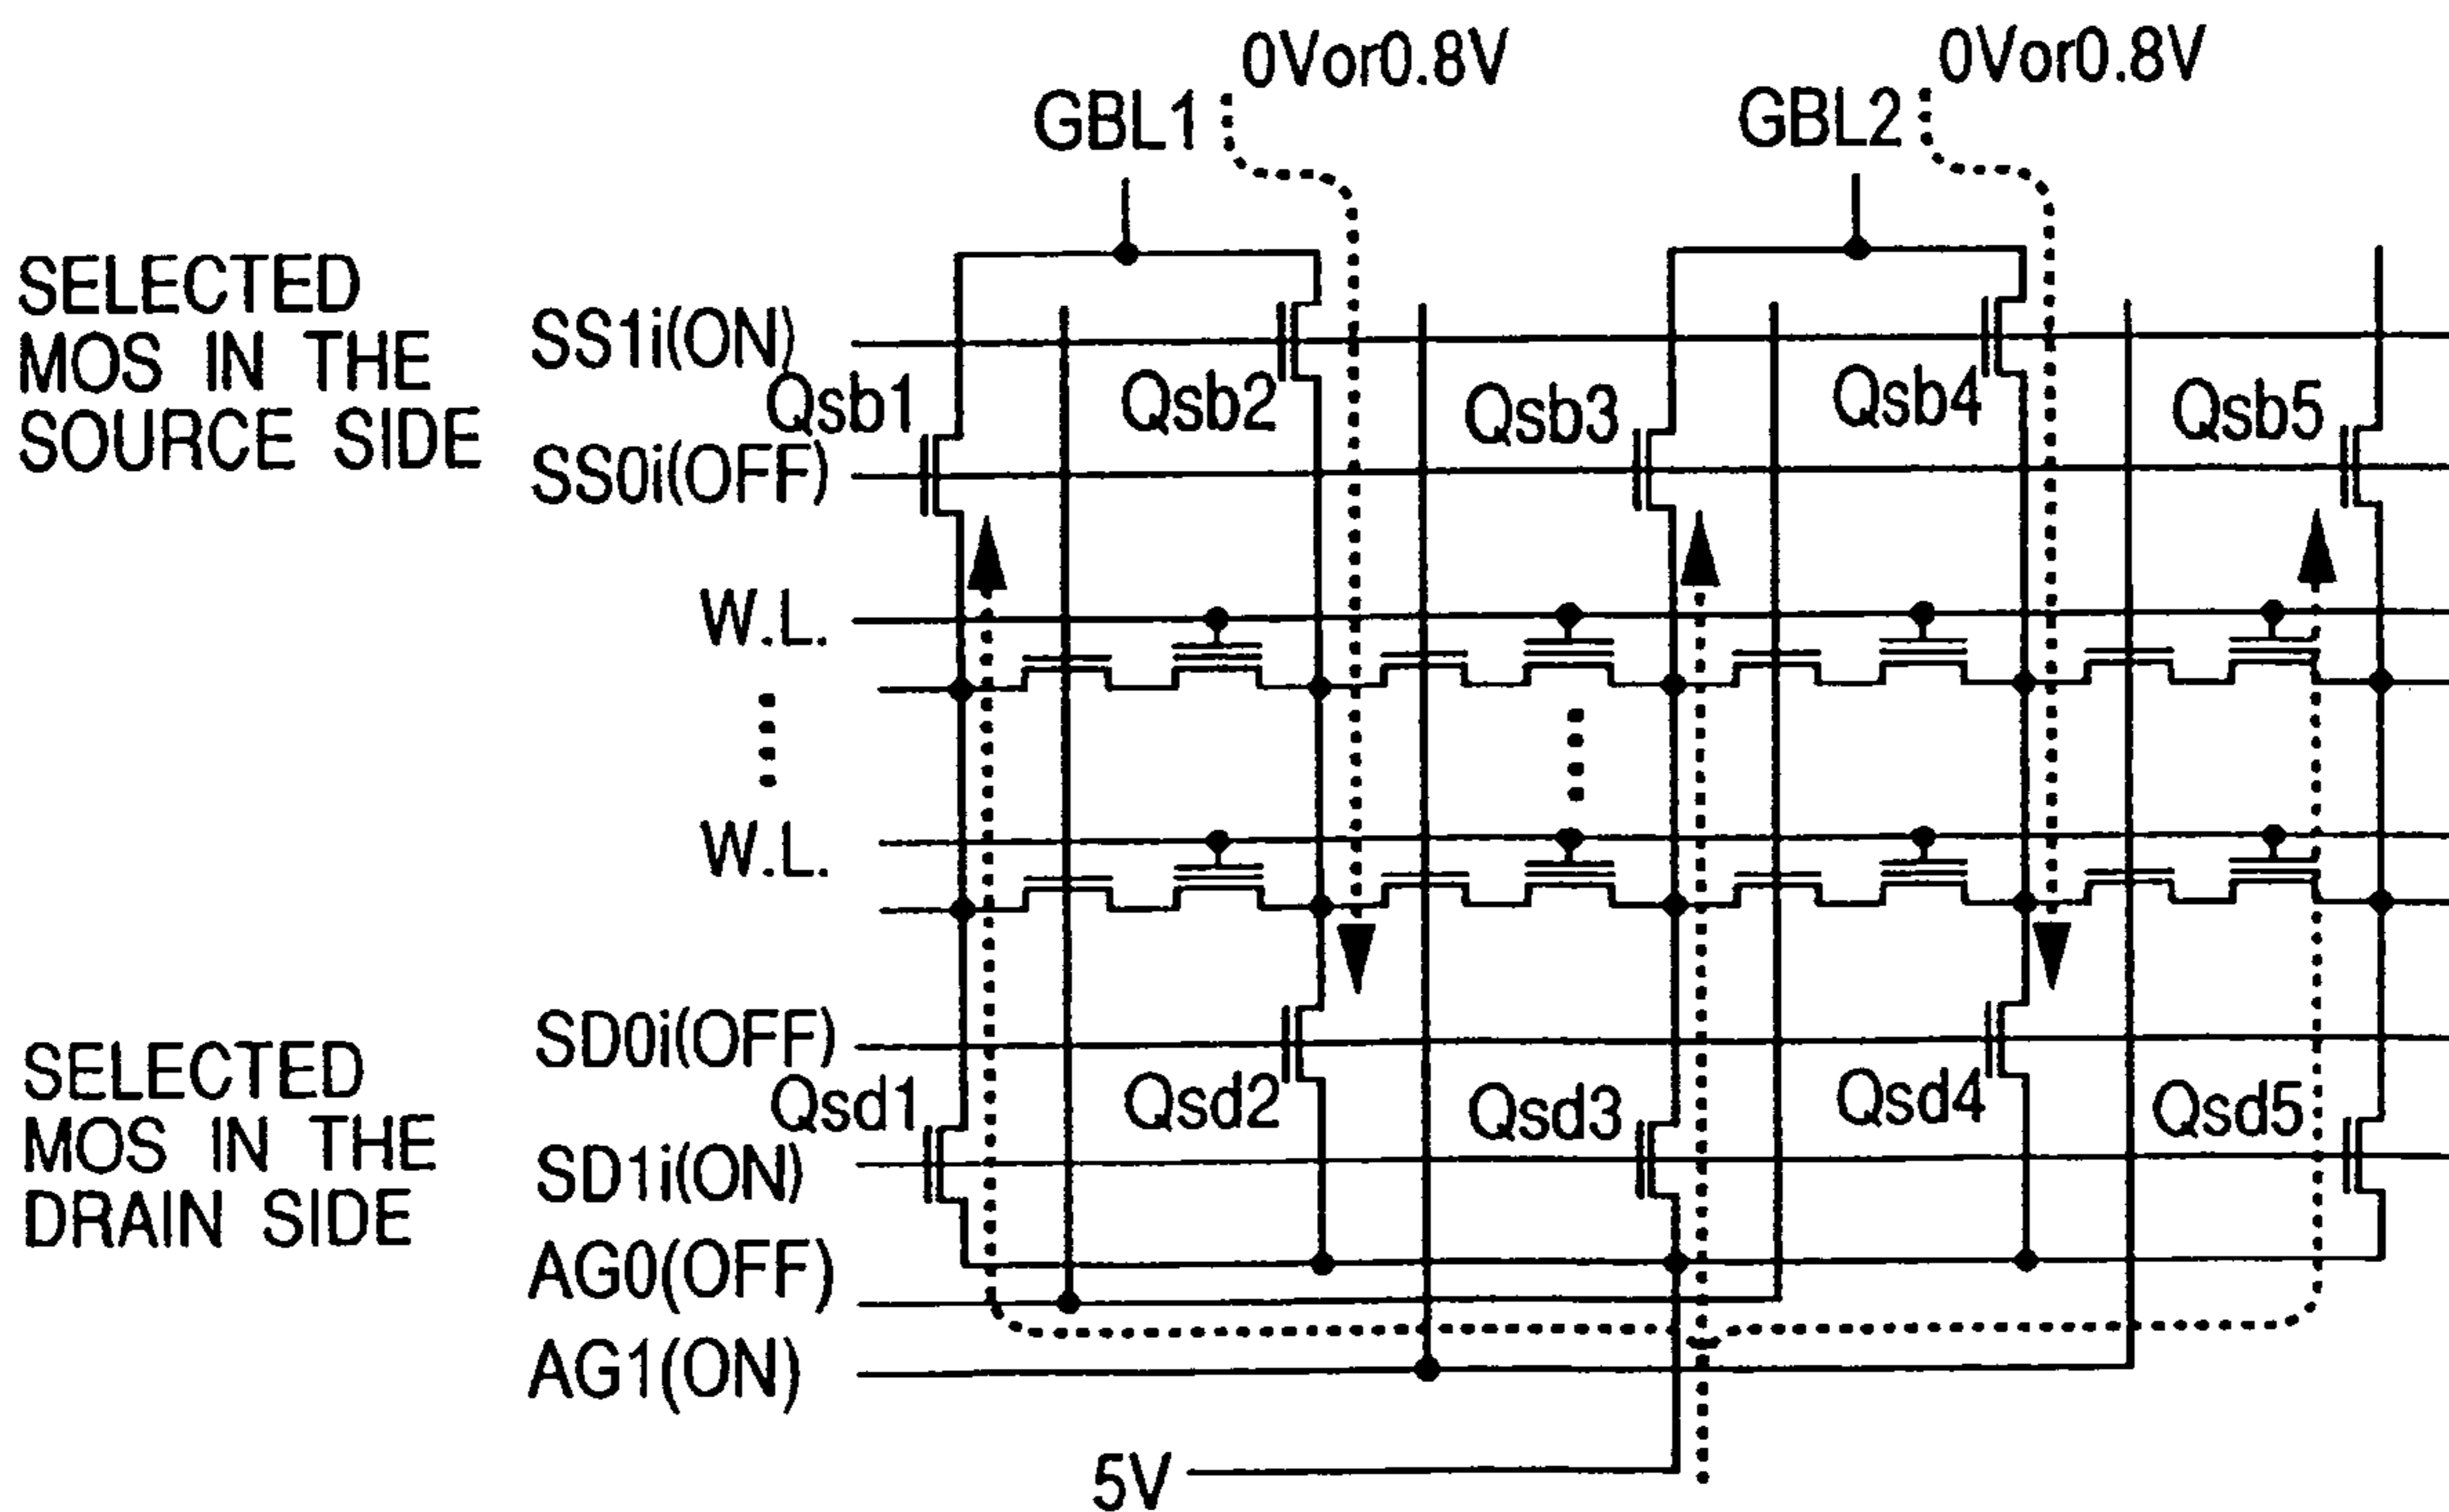 0Vor0.8V
0Vor0.8V
GBL1
GBL2
SELECTED
MOS IN THE
SOURCE SIDE
SS1i(ON)
Qsb1
Qsb2
Qsb3
Qsb4
Qsb5
SS0i(OFF)
W.L.
W.L.
SELECTED
MOS IN THE
DRAIN SIDE
SD0i(OFF)
Qsd1
Qsd2
Qsd3
Qsd4
Qsd5
SD1i(ON)
AG0(OFF)
AG1(ON)
5V